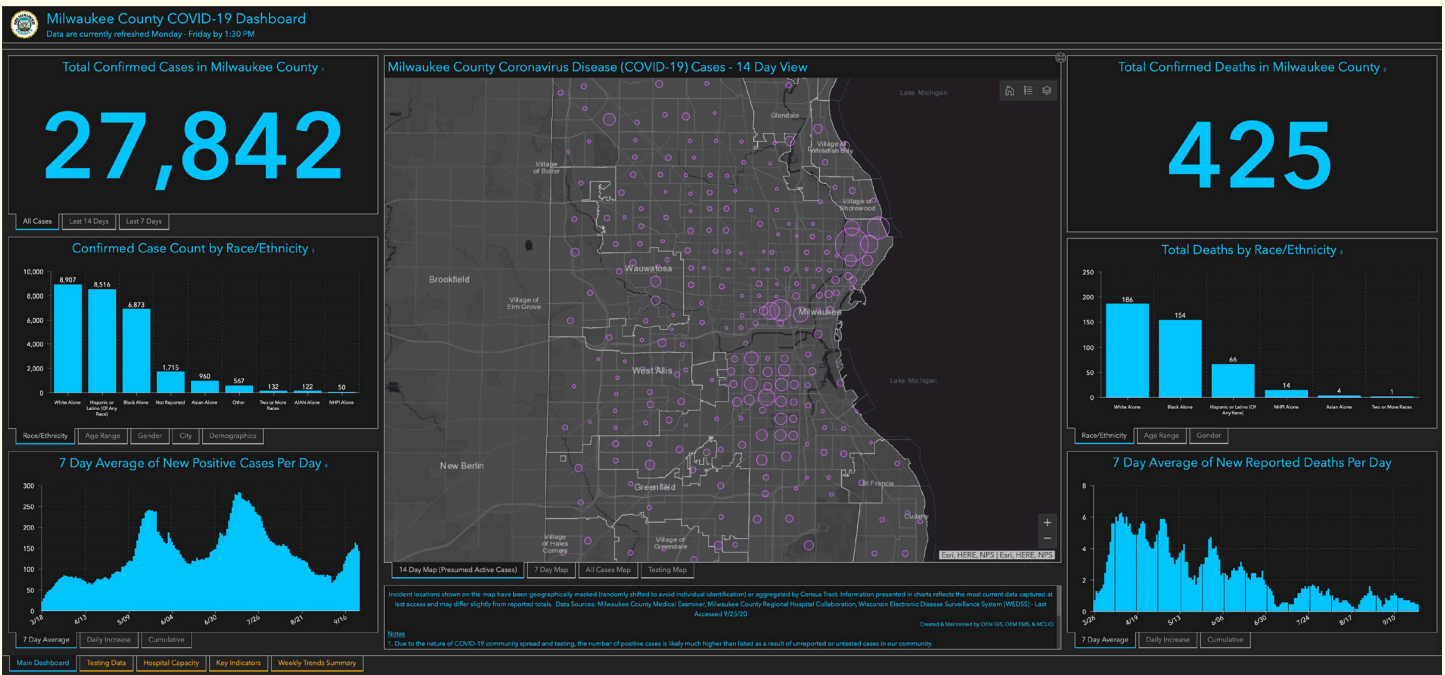 Milwaukee County COVID-19 Dashboard
Data are currently refreshed Monday - Friday by 1:30 PM
Total Confirmed Cases in Milwaukee County 1
27,842
All Cases Last 14 Days Last 7 Days
Confirmed Case Count by Race/Ethnicity 3
10,000
8,000
6,000
4,000
2,000
0
8,907 8,516 6,873 1,715 960 567 132 122 50
White Alone Hispanic or Latino (Of Any Race) Black Alone Not Reported Asian Alone Other Two or More Races AIAN Alone NHPI Alone
Race/Ethnicity Age Range Gender City Demographics
7 Day Average of New Positive Cases Per Day 4
300
250
200
150
100
50
0
3/18 4/13 5/09 6/04 6/30 7/26 8/21 9/16
7 Day Average Daily Increase Cumulative
Milwaukee County Coronavirus Disease (COVID-19) Cases - 14 Day View
Lake Michigan
Glendale
Village of Whitefish Bay
Village of Butler
Village of Shorewood
Wauwatosa
Brookfield
Village of Elm Grove
Milwaukee
West Allis
Lake Michigan
New Berlin
Greenfield
St Francis
Cudahy
Village of Hales Corners
Village of Greendale
Esri, HERE, NPS | Esri, HERE, NPS
14 Day Map (Presumed Active Cases) 7 Day Map All Cases Map Testing Map
Incident locations shown on the map have been geographically masked (randomly shifted to avoid individual identification) or aggregated by Census Tract. Information presented in charts reflects the most current data captured at
last access and may differ slightly from reported totals. Data Sources: Milwaukee County Medical Examiner, Milwaukee County Regional Hospital Collaboration, Wisconsin Electronic Disease Surveillance System (WEDSS) - Last
Accessed 9/25/20
Created & Maintained by OEM GIS, OEM EMS, & MCLIO
Notes
1. Due to the nature of COVID-19 community spread and testing, the number of positive cases is likely much higher than listed as a result of unreported or untested cases in our community.
Total Confirmed Deaths in Milwaukee County 2
425
Total Deaths by Race/Ethnicity 3
250
200
150
100
50
0
186 154 66 14 4 1
White Alone Black Alone Hispanic or Latino (Of Any Race) NHPI Alone Asian Alone Two or More Races
Race/Ethnicity Age Range Gender
7 Day Average of New Reported Deaths Per Day
8
6
4
2
0
3/26 4/19 5/13 6/06 6/30 7/24 8/17 9/10
7 Day Average Daily Increase Cumulative
Main Dashboard Testing Data Hospital Capacity Key Indicators Weekly Trends Summary